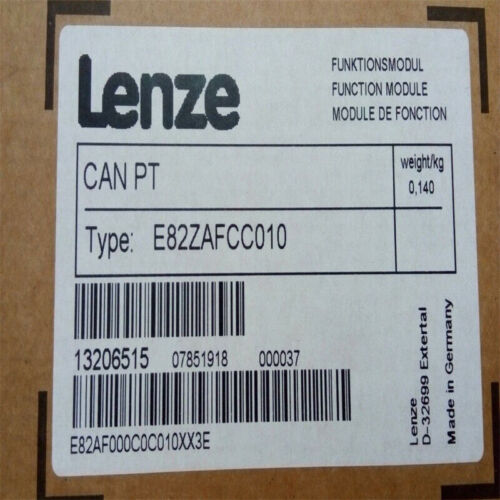 Lenze
FUNKTIONSMODUL
FUNCTION MODULE
MODULE DE FONCTION
CAN PT
weight/kg
0,140
Type: E82ZAFCC010
13206515 07851918 000037
E82AF000C0C010XX3E
Lenze
D-32699 Extertal
Made in Germany